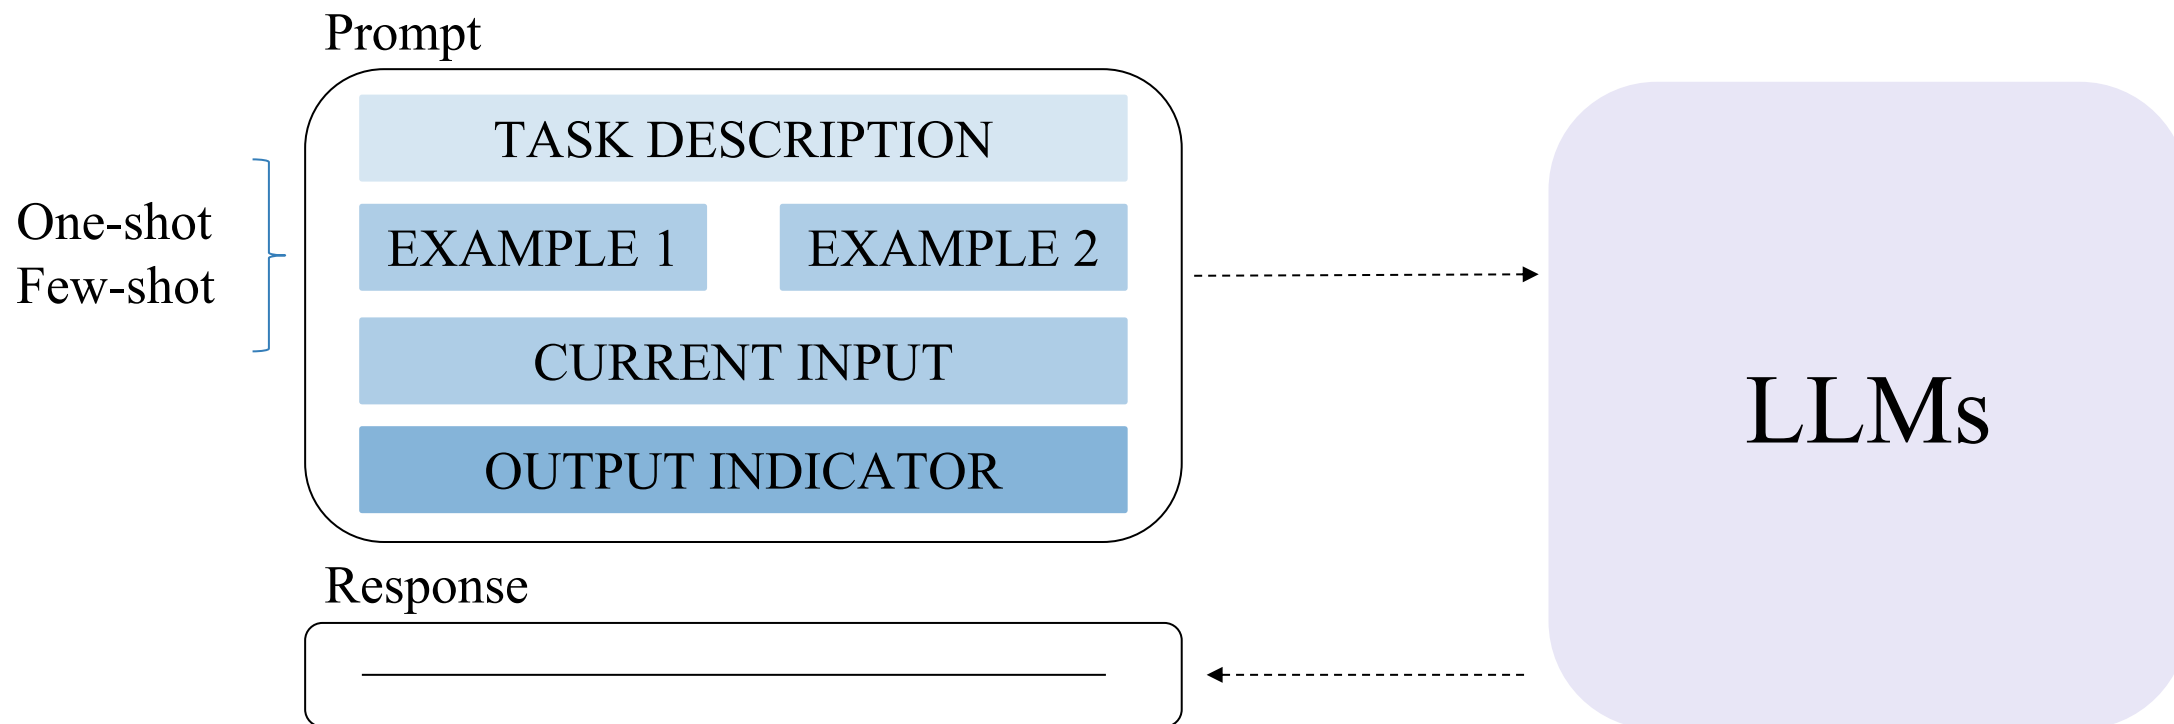 Prompt
TASK DESCRIPTION
One-shot
Few-shot
EXAMPLE 1
EXAMPLE 2
CURRENT INPUT
OUTPUT INDICATOR
LLMs
Response